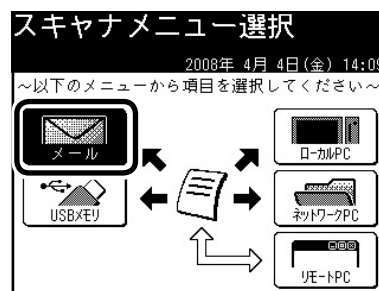 スキャナメニュー選択
2008年 4月 4日(金) 14:09
～以下のメニューから項目を選択してください～
メール
ローカルPC
USBメモリ
ネットワークPC
リモートPC